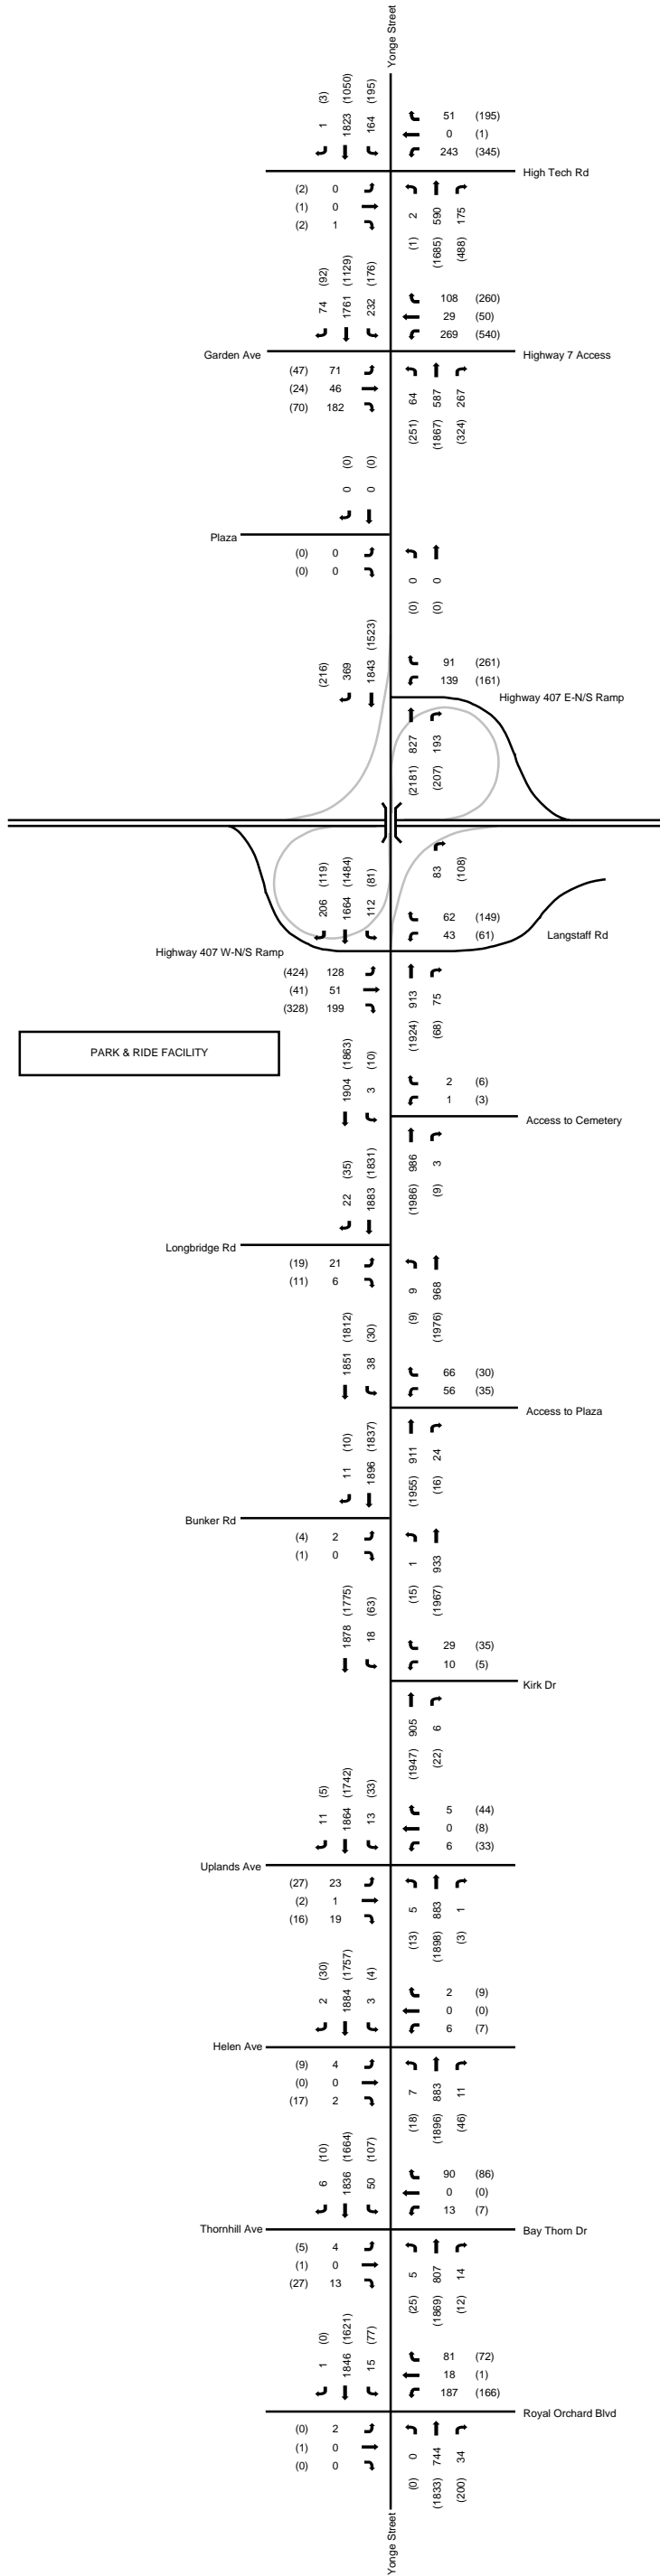 Yonge Street
(3) (1050) (195)
1 1823 164
51 (195)
0 (1)
243 (345)
High Tech Rd
(2) 0
(1) 0
(2) 1
2 590 175
(1) (1685) (488)
(92) (1129) (176)
74 1761 232
108 (260)
29 (50)
269 (540)
Garden Ave
Highway 7 Access
(47) 71
(24) 46
(70) 182
64 587 267
(251) (1867) (324)
(0) (0)
0 0
Plaza
(0) 0
(0) 0
0 0
(0) (0)
(216) (1523)
369 1843
91 (261)
139 (161)
Highway 407 E-N/S Ramp
827 193
(2181) (207)
83
(108)
(119) (1484) (81)
206 1664 112
62 (149)
43 (61)
Langstaff Rd
Highway 407 W-N/S Ramp
(424) 128
(41) 51
(328) 199
913 75
(1924) (68)
PARK & RIDE FACILITY
(1863) (10)
1904 3
2 (6)
1 (3)
Access to Cemetery
986 3
(1986) (9)
(35) (1831)
22 1883
Longbridge Rd
(19) 21
(11) 6
9 968
(9) (1976)
(1812) (30)
1851 38
66 (30)
56 (35)
Access to Plaza
911 24
(1955) (16)
(10) (1837)
11 1896
Bunker Rd
(4) 2
(1) 0
1 933
(15) (1967)
(1775) (63)
1878 18
29 (35)
10 (5)
Kirk Dr
905 6
(1947) (22)
(5) (1742) (33)
11 1864 13
5 (44)
0 (8)
6 (33)
Uplands Ave
(27) 23
(2) 1
(16) 19
5 883 1
(13) (1898) (3)
(30) (1757) (4)
2 1884 3
2 (9)
0 (0)
6 (7)
Helen Ave
(9) 4
(0) 0
(17) 2
7 883 11
(18) (1896) (46)
(10) (1664) (107)
6 1836 50
90 (86)
0 (0)
13 (7)
Thornhill Ave
Bay Thorn Dr
(5) 4
(1) 0
(27) 13
5 807 14
(25) (1869) (12)
(0) (1621) (77)
1 1846 15
81 (72)
18 (1)
187 (166)
Royal Orchard Blvd
(0) 2
(1) 0
(0) 0
0 744 34
(0) (1833) (200)
Yonge Street